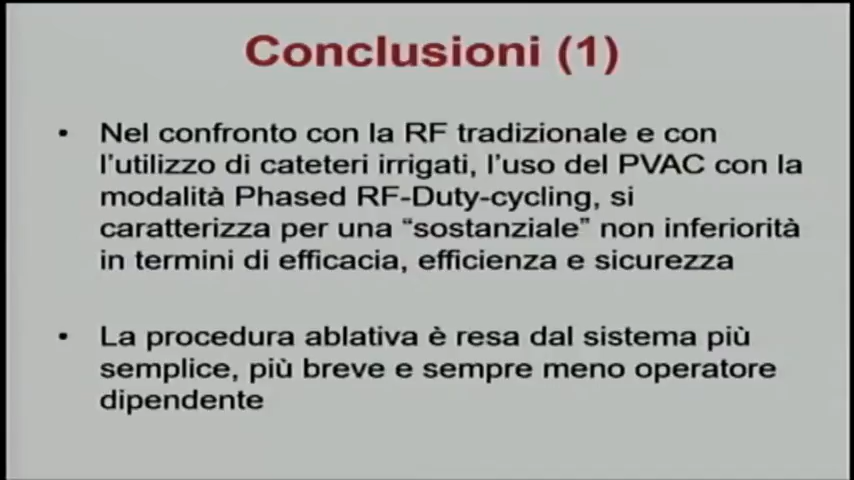 Conclusioni (1)
• Nel confronto con la RF tradizionale e con
l'utilizzo di cateteri irrigati, l'uso del PVAC con la
modalità Phased RF-Duty-cycling, si
caratterizza per una “sostanziale” non inferiorità
in termini di efficacia, efficienza e sicurezza
• La procedura ablativa è resa dal sistema più
semplice, più breve e sempre meno operatore
dipendente